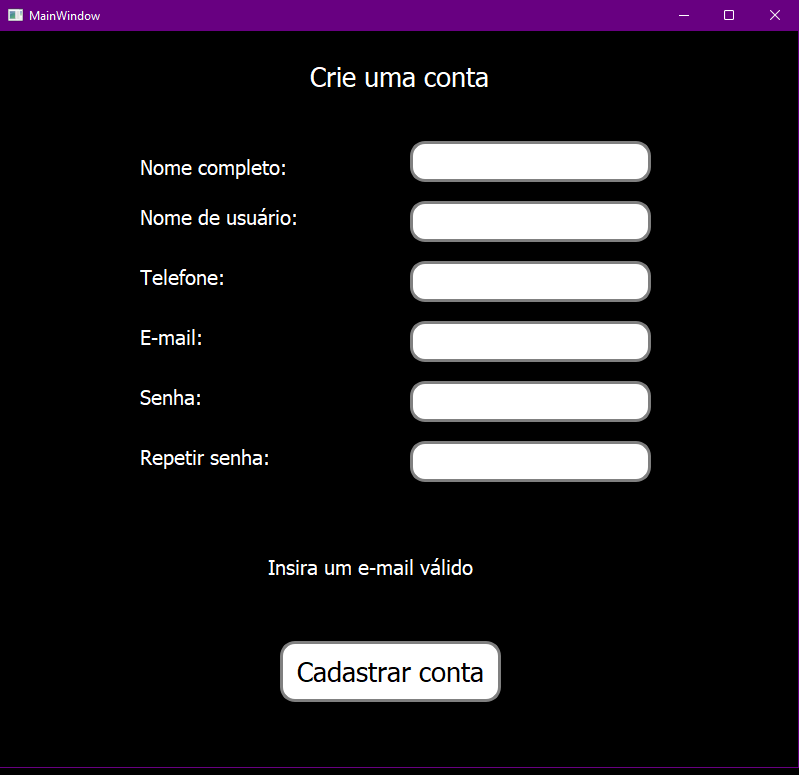 MainWindow
Crie uma conta
Nome completo:
Nome de usuário:
Telefone:
E-mail:
Senha:
Repetir senha:
Insira um e-mail válido
Cadastrar conta